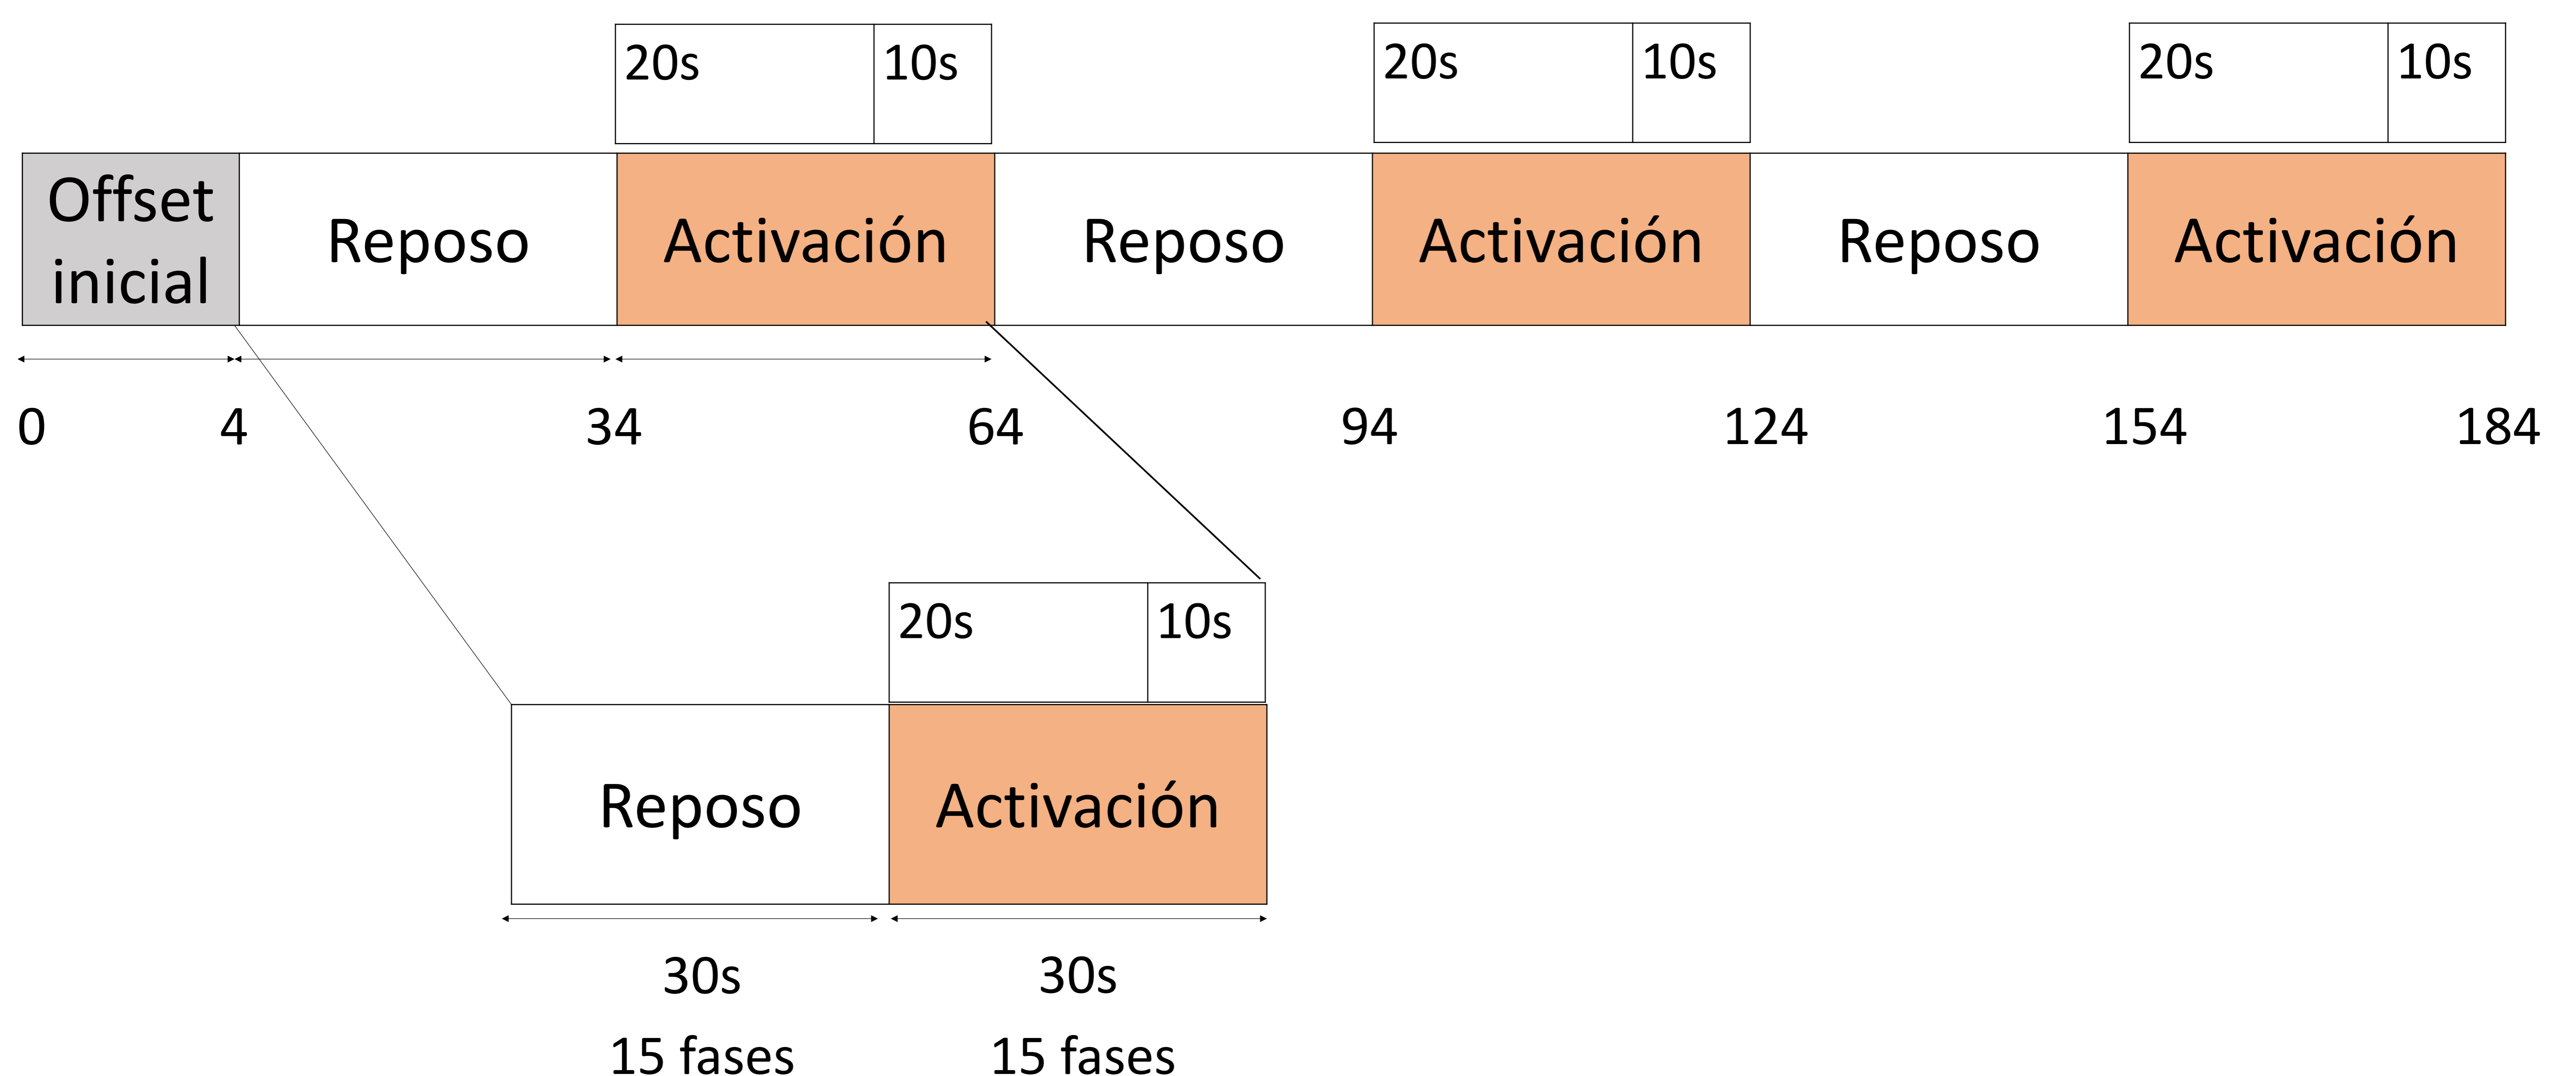 20s 10s 20s 10s 20s 10s
Offset
inicial
Reposo Activación Reposo Activación Reposo Activación
0 4 34 64 94 124 154 184
20s 10s
Reposo Activación
30s 30s
15 fases 15 fases